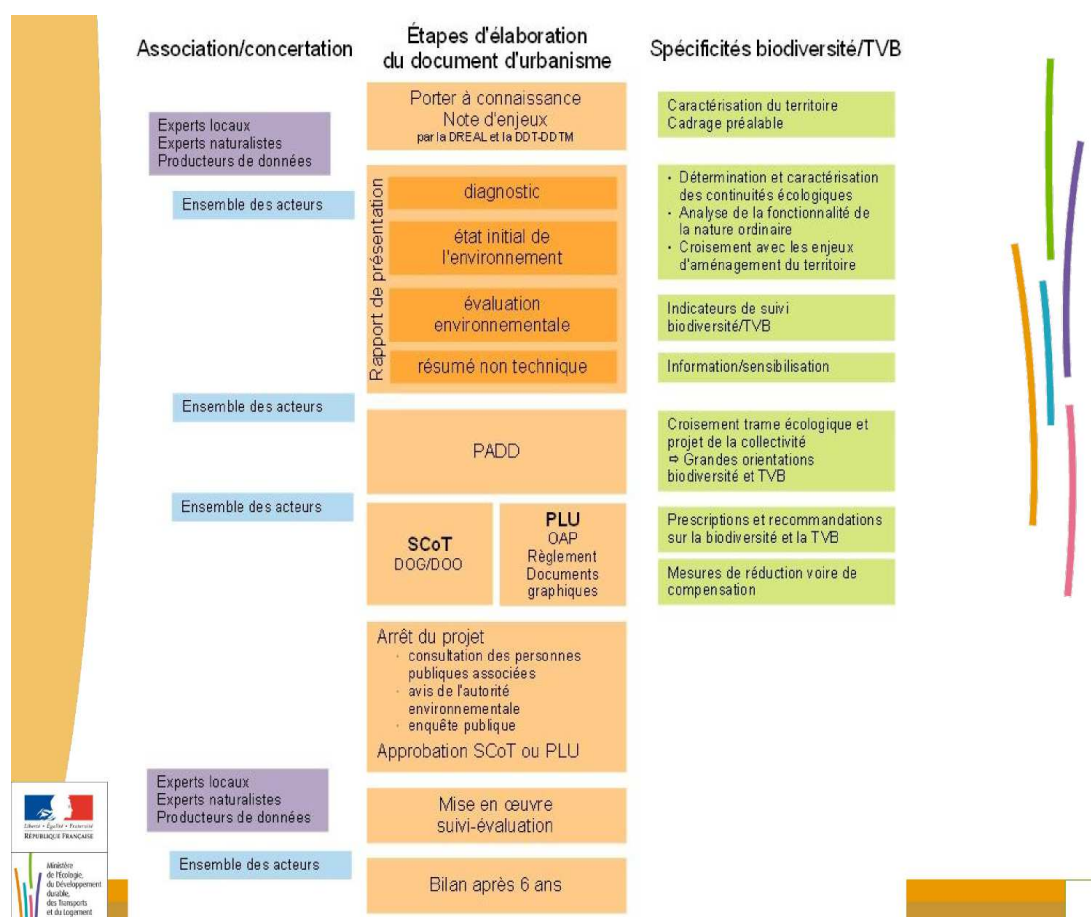 Association/concertation
Étapes d'élaboration
du document d'urbanisme
Spécificités biodiversité/TVB
Porter à connaissance
Note d'enjeux
par la DREAL et la DDT-DDTM
Caractérisation du territoire
Cadrage préalable
Experts locaux
Experts naturalistes
Producteurs de données
Ensemble des acteurs
Rapport de présentation
diagnostic
état initial de
l'environnement
évaluation
environnementale
résumé non technique
• Détermination et caractérisation
des continuités écologiques
• Analyse de la fonctionnalité de
la nature ordinaire
• Croisement avec les enjeux
d'aménagement du territoire
Indicateurs de suivi
biodiversité/TVB
Information/sensibilisation
Ensemble des acteurs
PADD
Croisement trame écologique et
projet de la collectivité
⇨ Grandes orientations
biodiversité et TVB
Ensemble des acteurs
SCoT
DOG/DOO
PLU
OAP
Règlement
Documents
graphiques
Prescriptions et recommandations
sur la biodiversité et la TVB
Mesures de réduction voire de
compensation
Arrêt du projet
· consultation des personnes
publiques associées
· avis de l'autorité
environnementale
· enquête publique
Approbation SCoT ou PLU
Experts locaux
Experts naturalistes
Producteurs de données
Mise en œuvre
suivi-évaluation
Ensemble des acteurs
Bilan après 6 ans
Liberté • Égalité • Fraternité
RÉPUBLIQUE FRANÇAISE
Ministère
de l'Écologie,
du Développement
durable,
des Transports
et du Logement